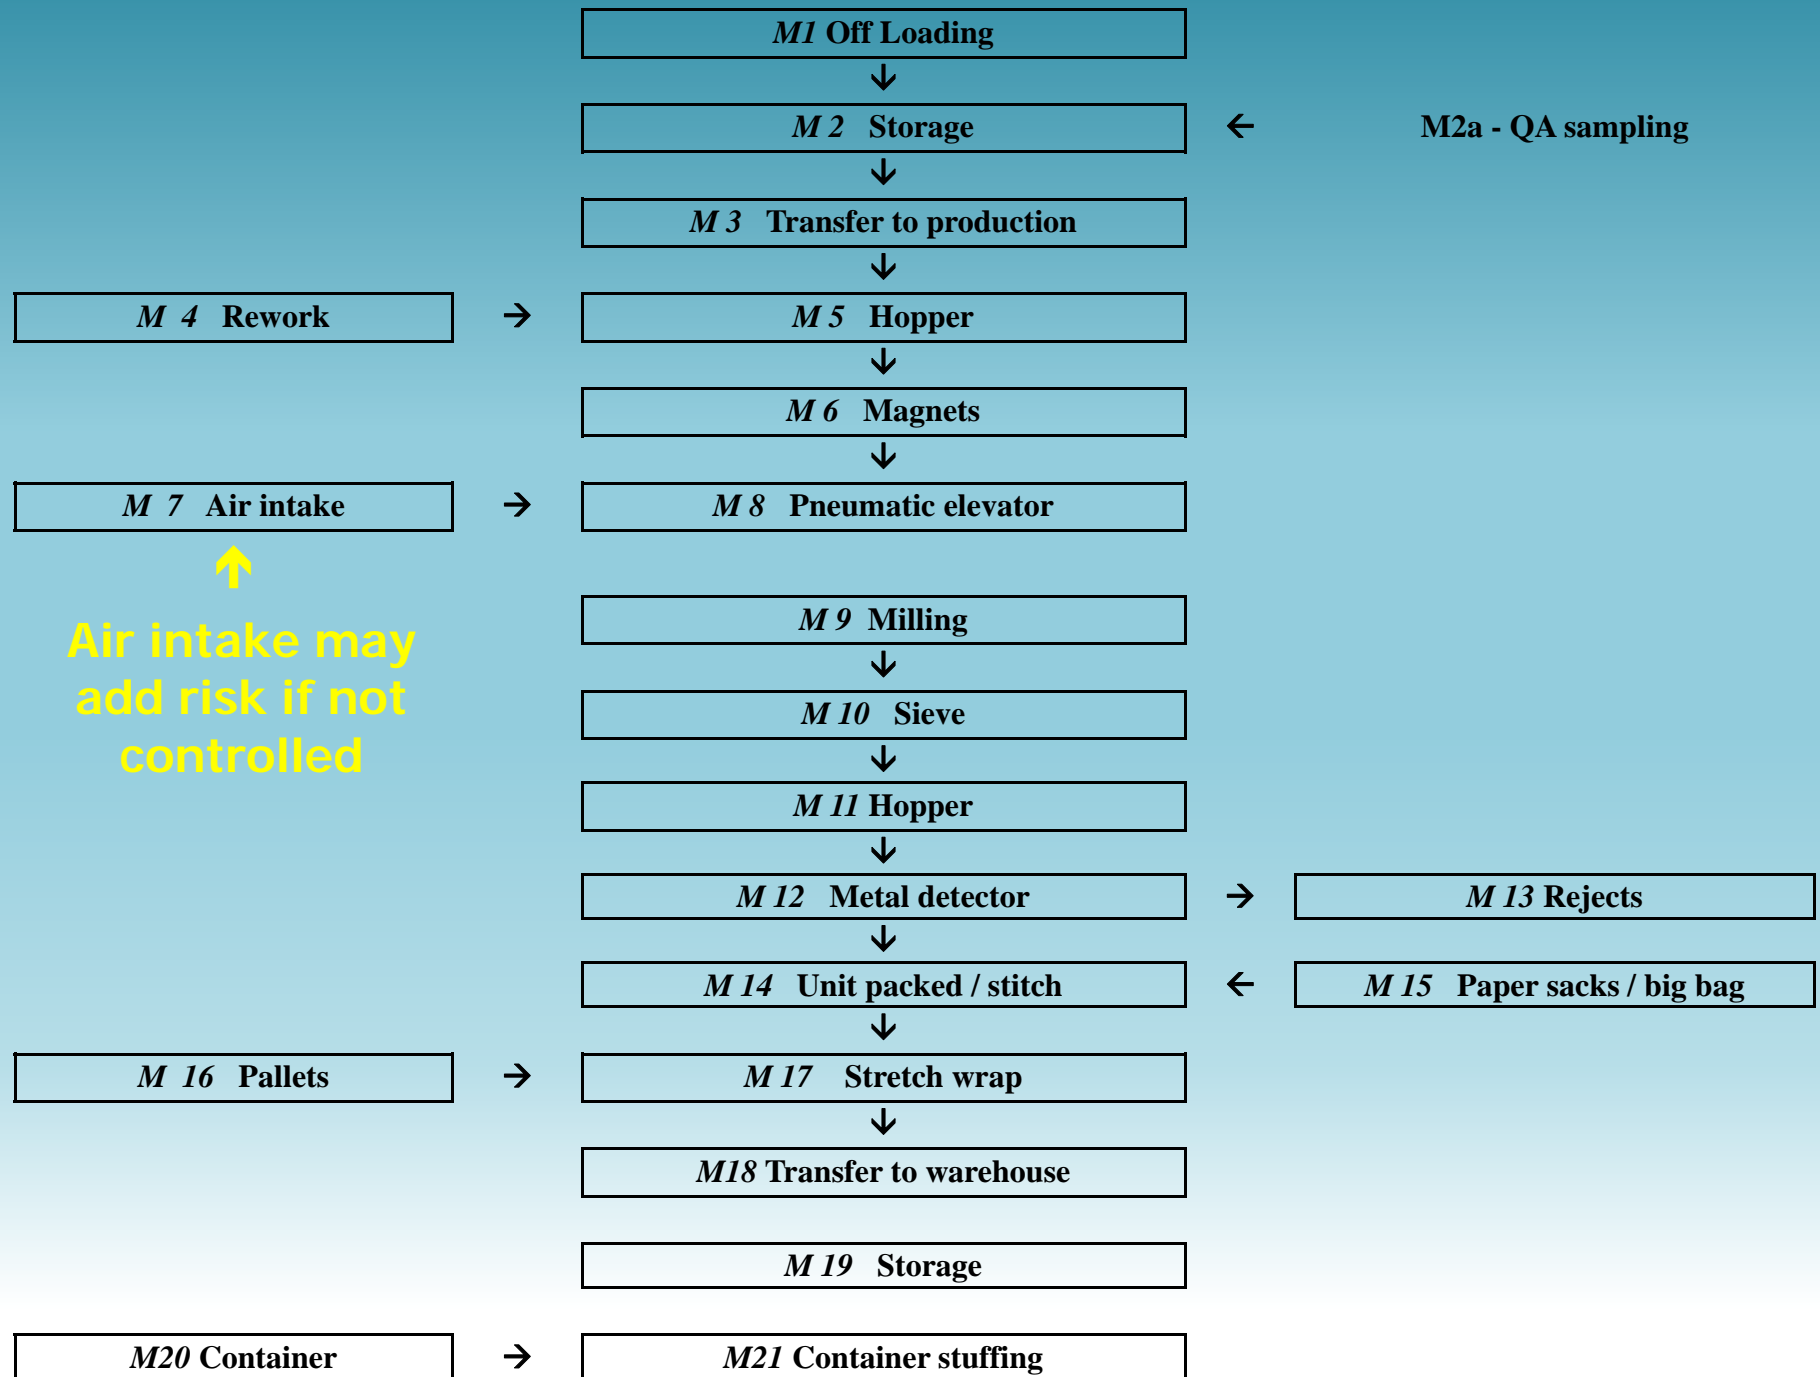 M1 Off Loading
M 2 Storage
M2a - QA sampling
M 3 Transfer to production
M 4 Rework
M 5 Hopper
M 6 Magnets
M 7 Air intake
M 8 Pneumatic elevator
Air intake may
add risk if not
controlled
M 9 Milling
M 10 Sieve
M 11 Hopper
M 12 Metal detector
M 13 Rejects
M 14 Unit packed / stitch
M 15 Paper sacks / big bag
M 16 Pallets
M 17 Stretch wrap
M18 Transfer to warehouse
M 19 Storage
M20 Container
M21 Container stuffing